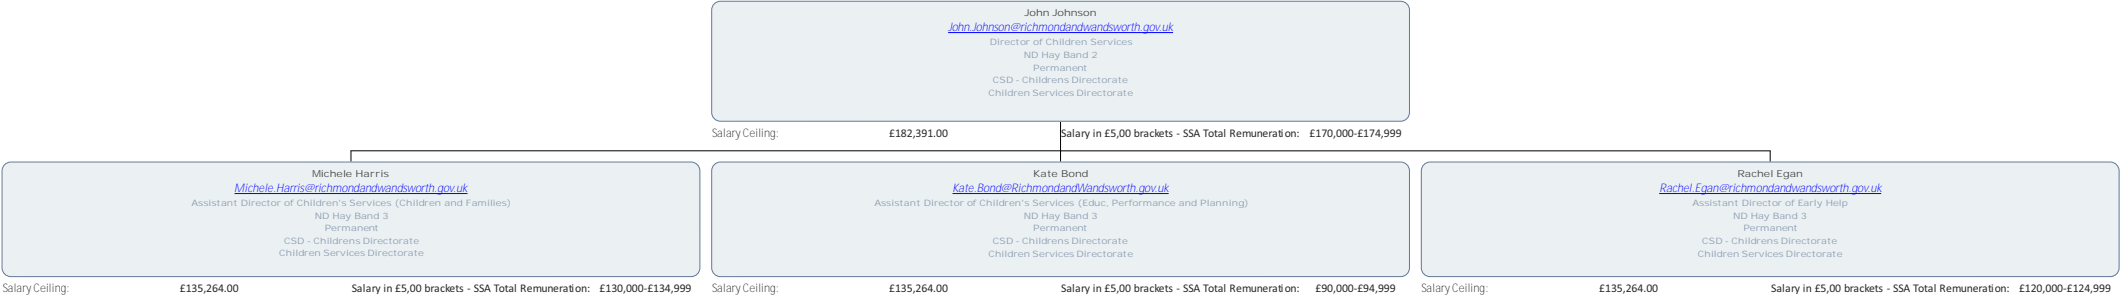 John Johnson
John.Johnson@richmondandwandsworth.gov.uk
Director of Children Services
ND Hay Band 2
Permanent
CSD - Childrens Directorate
Children Services Directorate
Salary Ceiling: £182,391.00 Salary in £5,00 brackets - SSA Total Remuneration: £170,000-£174,999
Michele Harris
Michele.Harris@richmondandwandsworth.gov.uk
Assistant Director of Children's Services (Children and Families)
ND Hay Band 3
Permanent
CSD - Childrens Directorate
Children Services Directorate
Salary Ceiling: £135,264.00 Salary in £5,00 brackets - SSA Total Remuneration: £130,000-£134,999
Kate Bond
Kate.Bond@RichmondandWandsworth.gov.uk
Assistant Director of Children's Services (Educ, Performance and Planning)
ND Hay Band 3
Permanent
CSD - Childrens Directorate
Children Services Directorate
Salary Ceiling: £135,264.00 Salary in £5,00 brackets - SSA Total Remuneration: £90,000-£94,999
Rachel Egan
Rachel.Egan@richmondandwandsworth.gov.uk
Assistant Director of Early Help
ND Hay Band 3
Permanent
CSD - Childrens Directorate
Children Services Directorate
Salary Ceiling: £135,264.00 Salary in £5,00 brackets - SSA Total Remuneration: £120,000-£124,999